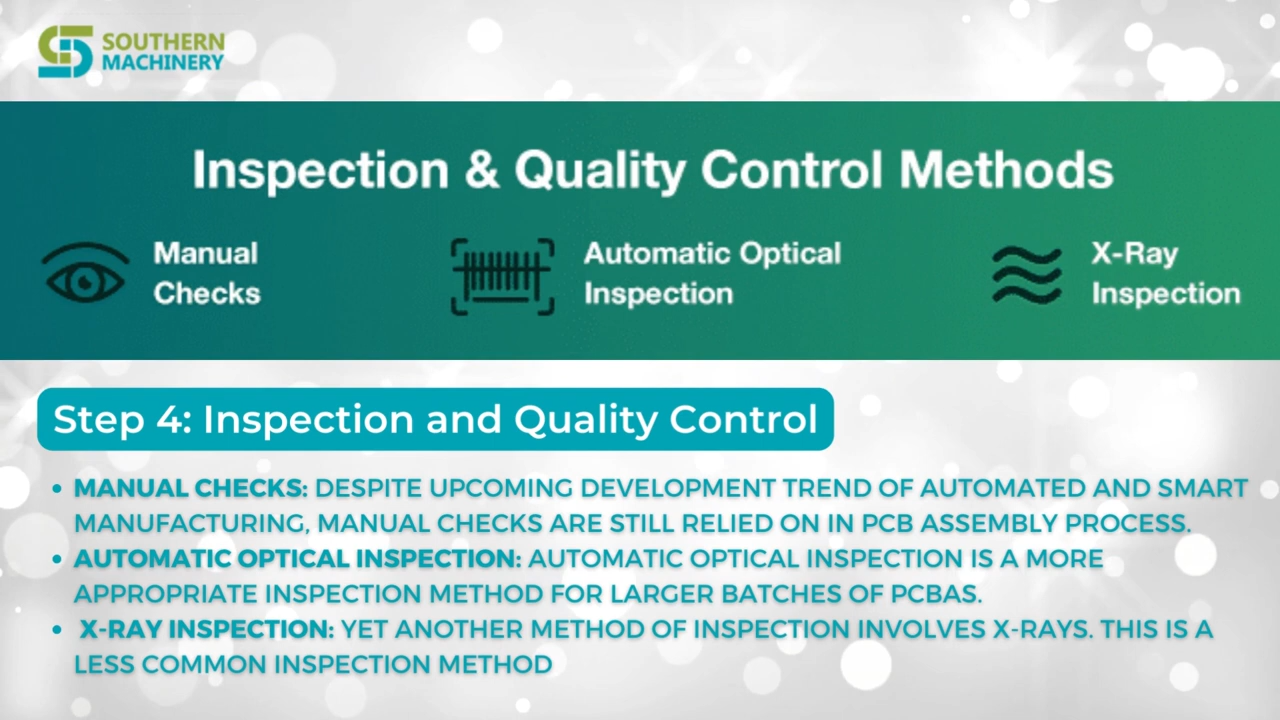 SOUTHERN
MACHINERY
Inspection & Quality Control Methods
Manual
Checks
Automatic Optical
Inspection
X-Ray
Inspection
Step 4: Inspection and Quality Control
• MANUAL CHECKS: DESPITE UPCOMING DEVELOPMENT TREND OF AUTOMATED AND SMART
MANUFACTURING, MANUAL CHECKS ARE STILL RELIED ON IN PCB ASSEMBLY PROCESS.
• AUTOMATIC OPTICAL INSPECTION: AUTOMATIC OPTICAL INSPECTION IS A MORE
APPROPRIATE INSPECTION METHOD FOR LARGER BATCHES OF PCBAS.
• X-RAY INSPECTION: YET ANOTHER METHOD OF INSPECTION INVOLVES X-RAYS. THIS IS A
LESS COMMON INSPECTION METHOD